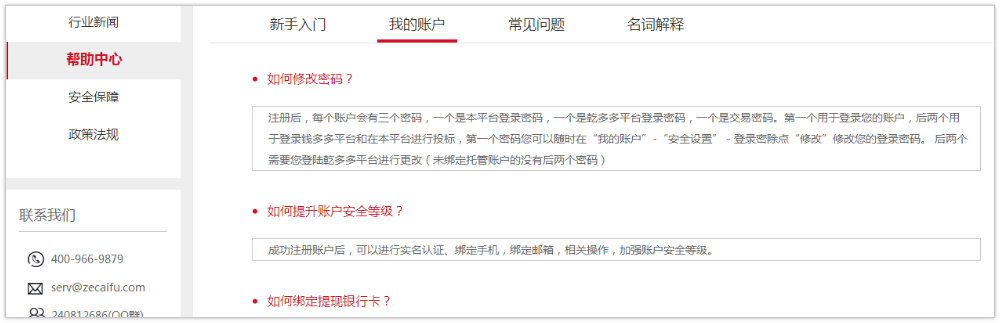 行业新闻
帮助中心
安全保障
政策法规
联系我们
400-966-9879
serv@zecaifu.com
240812686(QQ群)
新手入门
我的账户
常见问题
名词解释
如何修改密码？
注册后，每个账户会有三个密码，一个是本平台登录密码，一个是乾多多平台登录密码，一个是交易密码。第一个用于登录您的账户，后两个用
于登录钱多多平台和在本平台进行投标，第一个密码您可以随时在“我的账户”-“安全设置” - 登录密除点“修改”修改您的登录密码。 后两个
需要您登陆乾多多平台进行更改（未绑定托管账户的没有后两个密码）
如何提升账户安全等级？
成功注册账户后，可以进行实名认证、绑定手机，绑定邮箱，相关操作，加强账户安全等级。
如何绑定提现银行卡？